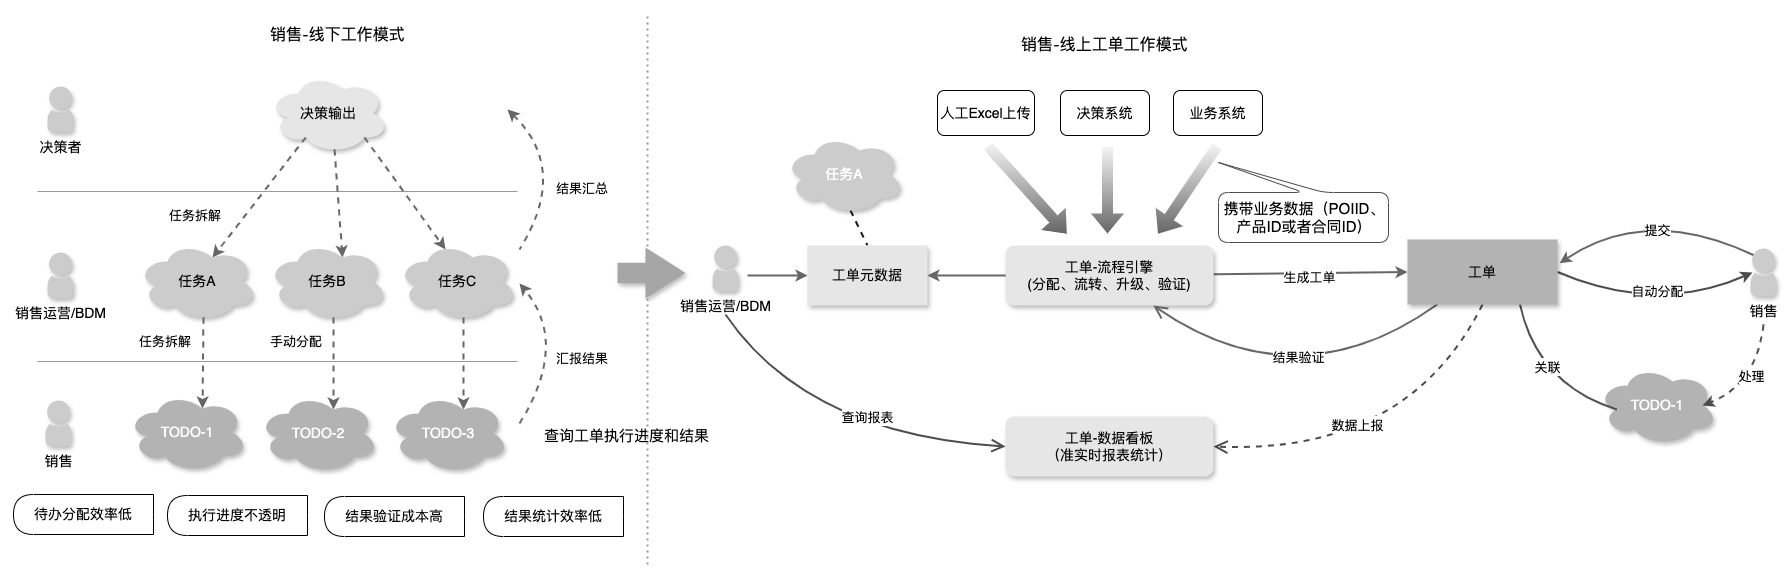 销售-线下工作模式
决策者
决策输出
结果汇总
任务拆解
销售运营/BDM
任务A
任务B
任务C
任务拆解
手动分配
汇报结果
销售
TODO-1
TODO-2
TODO-3
查询工单执行进度和结果
待办分配效率低
执行进度不透明
结果验证成本高
结果统计效率低
销售-线上工单工作模式
人工Excel上传
决策系统
业务系统
任务A
携带业务数据（POIID、
产品ID或者合同ID）
销售运营/BDM
工单元数据
工单-流程引擎
(分配、流转、升级、验证)
生成工单
工单
提交
自动分配
销售
结果验证
关联
处理
TODO-1
查询报表
工单-数据看板
(准实时报表统计)
数据上报